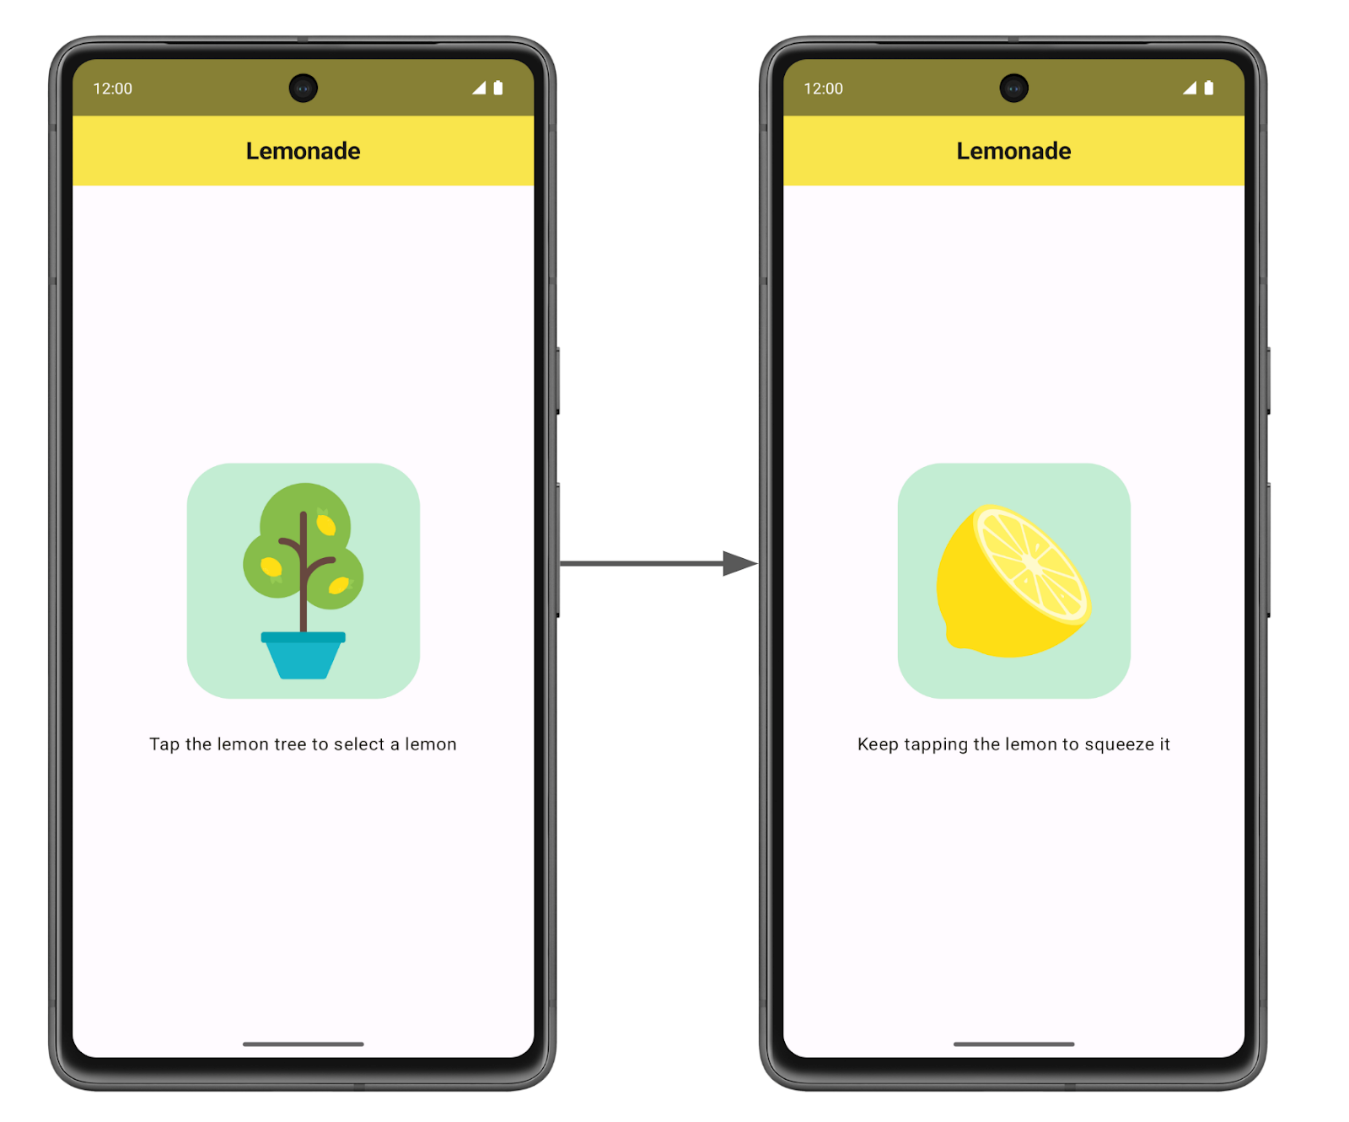 12:00
Lemonade
Tap the lemon tree to select a lemon
12:00
Lemonade
Keep tapping the lemon to squeeze it